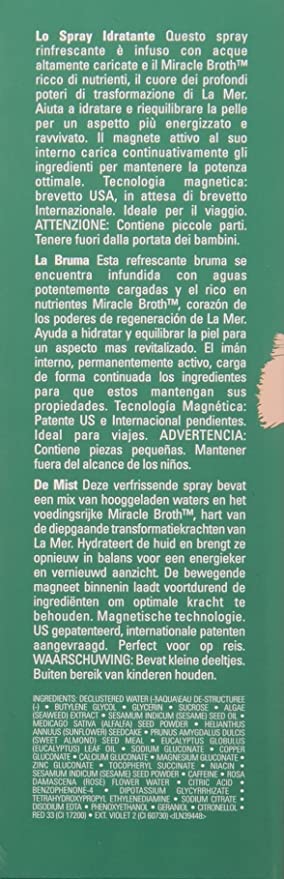 Lo Spray Idratante Questo spray
rinfrescante è infuso con acque
altamente caricate e il Miracle Broth™
ricco di nutrienti, il cuore dei profondi
poteri di trasformazione di La Mer.
Aiuta a idratare e riequilibrare la pelle
per un aspetto più energizzato e
ravvivato. Il magnete attivo al suo
interno carica continuativamente gli
ingredienti per mantenere la potenza
ottimale. Tecnologia magnetica:
brevetto USA, in attesa di brevetto
Internazionale. Ideale per il viaggio.
ATTENZIONE: Contiene piccole parti.
Tenere fuori dalla portata dei bambini.
La Bruma Esta refrescante bruma se
encuentra infundida con aguas
potentemente cargadas y el rico en
nutrientes Miracle Broth™, corazón de
los poderes de regeneración de La Mer.
Ayuda a hidratar y equilibrar la piel para
un aspecto mas revitalizado. El imán
interno, permanentemente activo, carga
de forma continuada los ingredientes
para que estos mantengan sus
propiedades. Tecnología Magnética:
Patente US e Internacional pendientes.
Ideal para viajes. ADVERTENCIA:
Contiene piezas pequeñas. Mantener
fuera del alcance de los niños.
De Mist Deze verfrissende spray bevat
een mix van hooggeladen waters en het
voedingsrijke Miracle Broth™, hart van
de diepgaande transformatiekrachten van
La Mer. Hydrateert de huid en brengt ze
opnieuw in balans voor een energieker
en vernieuwd aanzicht. De bewegende
magneet binnenin laadt voortdurend de
ingrediënten om optimale kracht te
behouden. Magnetische technologie.
US gepatenteerd, internationale patenten
aangevraagd. Perfect voor op reis.
WAARSCHUWING: Bevat kleine deeltjes.
Buiten bereik van kinderen houden.
INGREDIENTS: DECLUSTERED WATER (-)\AQUA\EAU DE-STRUCTUREE
(-) • BUTYLENE GLYCOL • GLYCERIN • SUCROSE • ALGAE
(SEAWEED) EXTRACT • SESAMUM INDICUM (SESAME) SEED OIL •
MEDICAGO SATIVA (ALFALFA) SEED POWDER • HELIANTHUS
ANNUUS (SUNFLOWER) SEEDCAKE • PRUNUS AMYGDALUS DULCIS
(SWEET ALMOND) SEED MEAL • EUCALYPTUS GLOBULUS
(EUCALYPTUS) LEAF OIL • SODIUM GLUCONATE • COPPER
GLUCONATE • CALCIUM GLUCONATE • MAGNESIUM GLUCONATE •
ZINC GLUCONATE • TOCOPHERYL SUCCINATE • NIACIN •
SESAMUM INDICUM (SESAME) SEED POWDER • CAFFEINE • ROSA
DAMASCENA (ROSE) FLOWER WATER • CITRIC ACID •
BENZOPHENONE-4 • DIPOTASSIUM GLYCYRRHIZATE •
TETRAHYDROXYPROPYL ETHYLENEDIAMINE • SODIUM CITRATE •
DISODIUM EDTA • PHENOXYETHANOL • GERANIOL • CITRONELLOL •
RED 33 (CI 17200) • EXT. VIOLET 2 (CI 60730) <ILN39448>